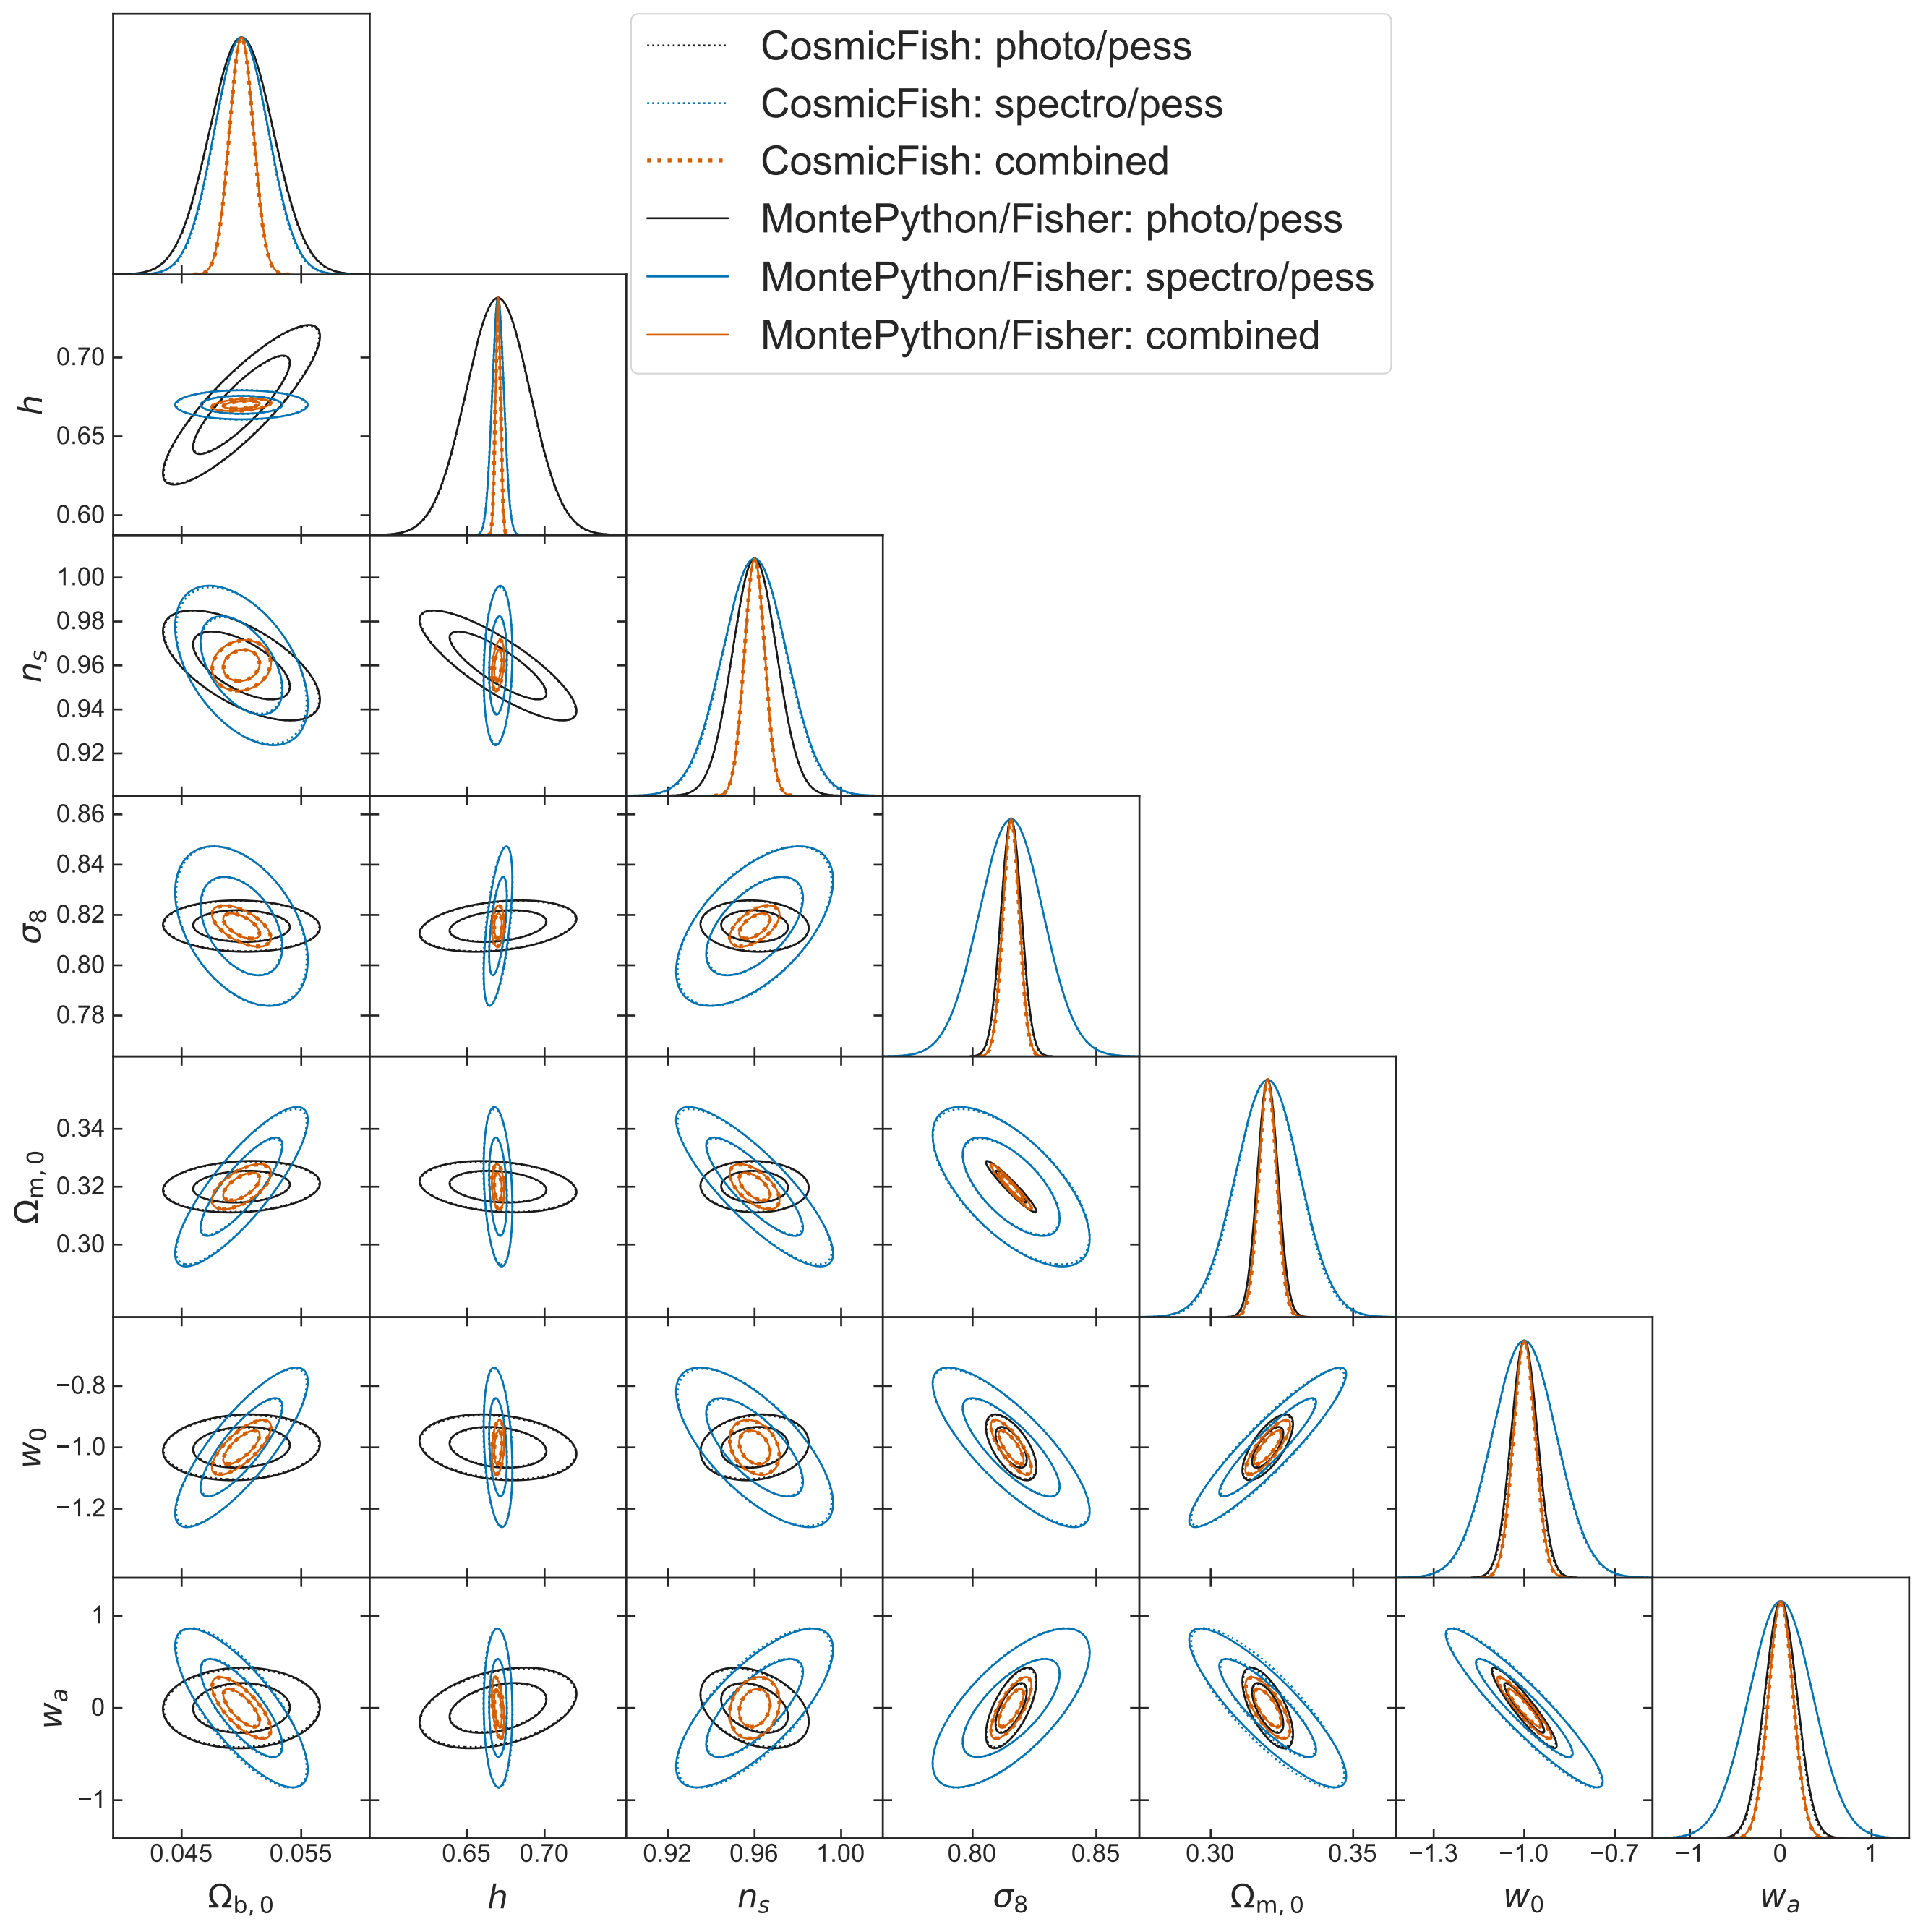 CosmicFish: photo/pess
CosmicFish: spectro/pess
CosmicFish: combined
MontePython/Fisher: photo/pess
MontePython/Fisher: spectro/pess
MontePython/Fisher: combined
0.70
0.65
0.60
h
1.00
0.98
0.96
0.94
0.92
n_s
0.86
0.84
0.82
0.80
0.78
σ_8
0.34
0.32
0.30
Ω_m,0
−0.8
−1.0
−1.2
w_0
1
0
−1
w_a
0.045 0.055 0.65 0.70 0.92 0.96 1.00 0.80 0.85 0.30 0.35 −1.3 −1.0 −0.7 −1 0 1
Ω_b,0 h n_s σ_8 Ω_m,0 w_0 w_a